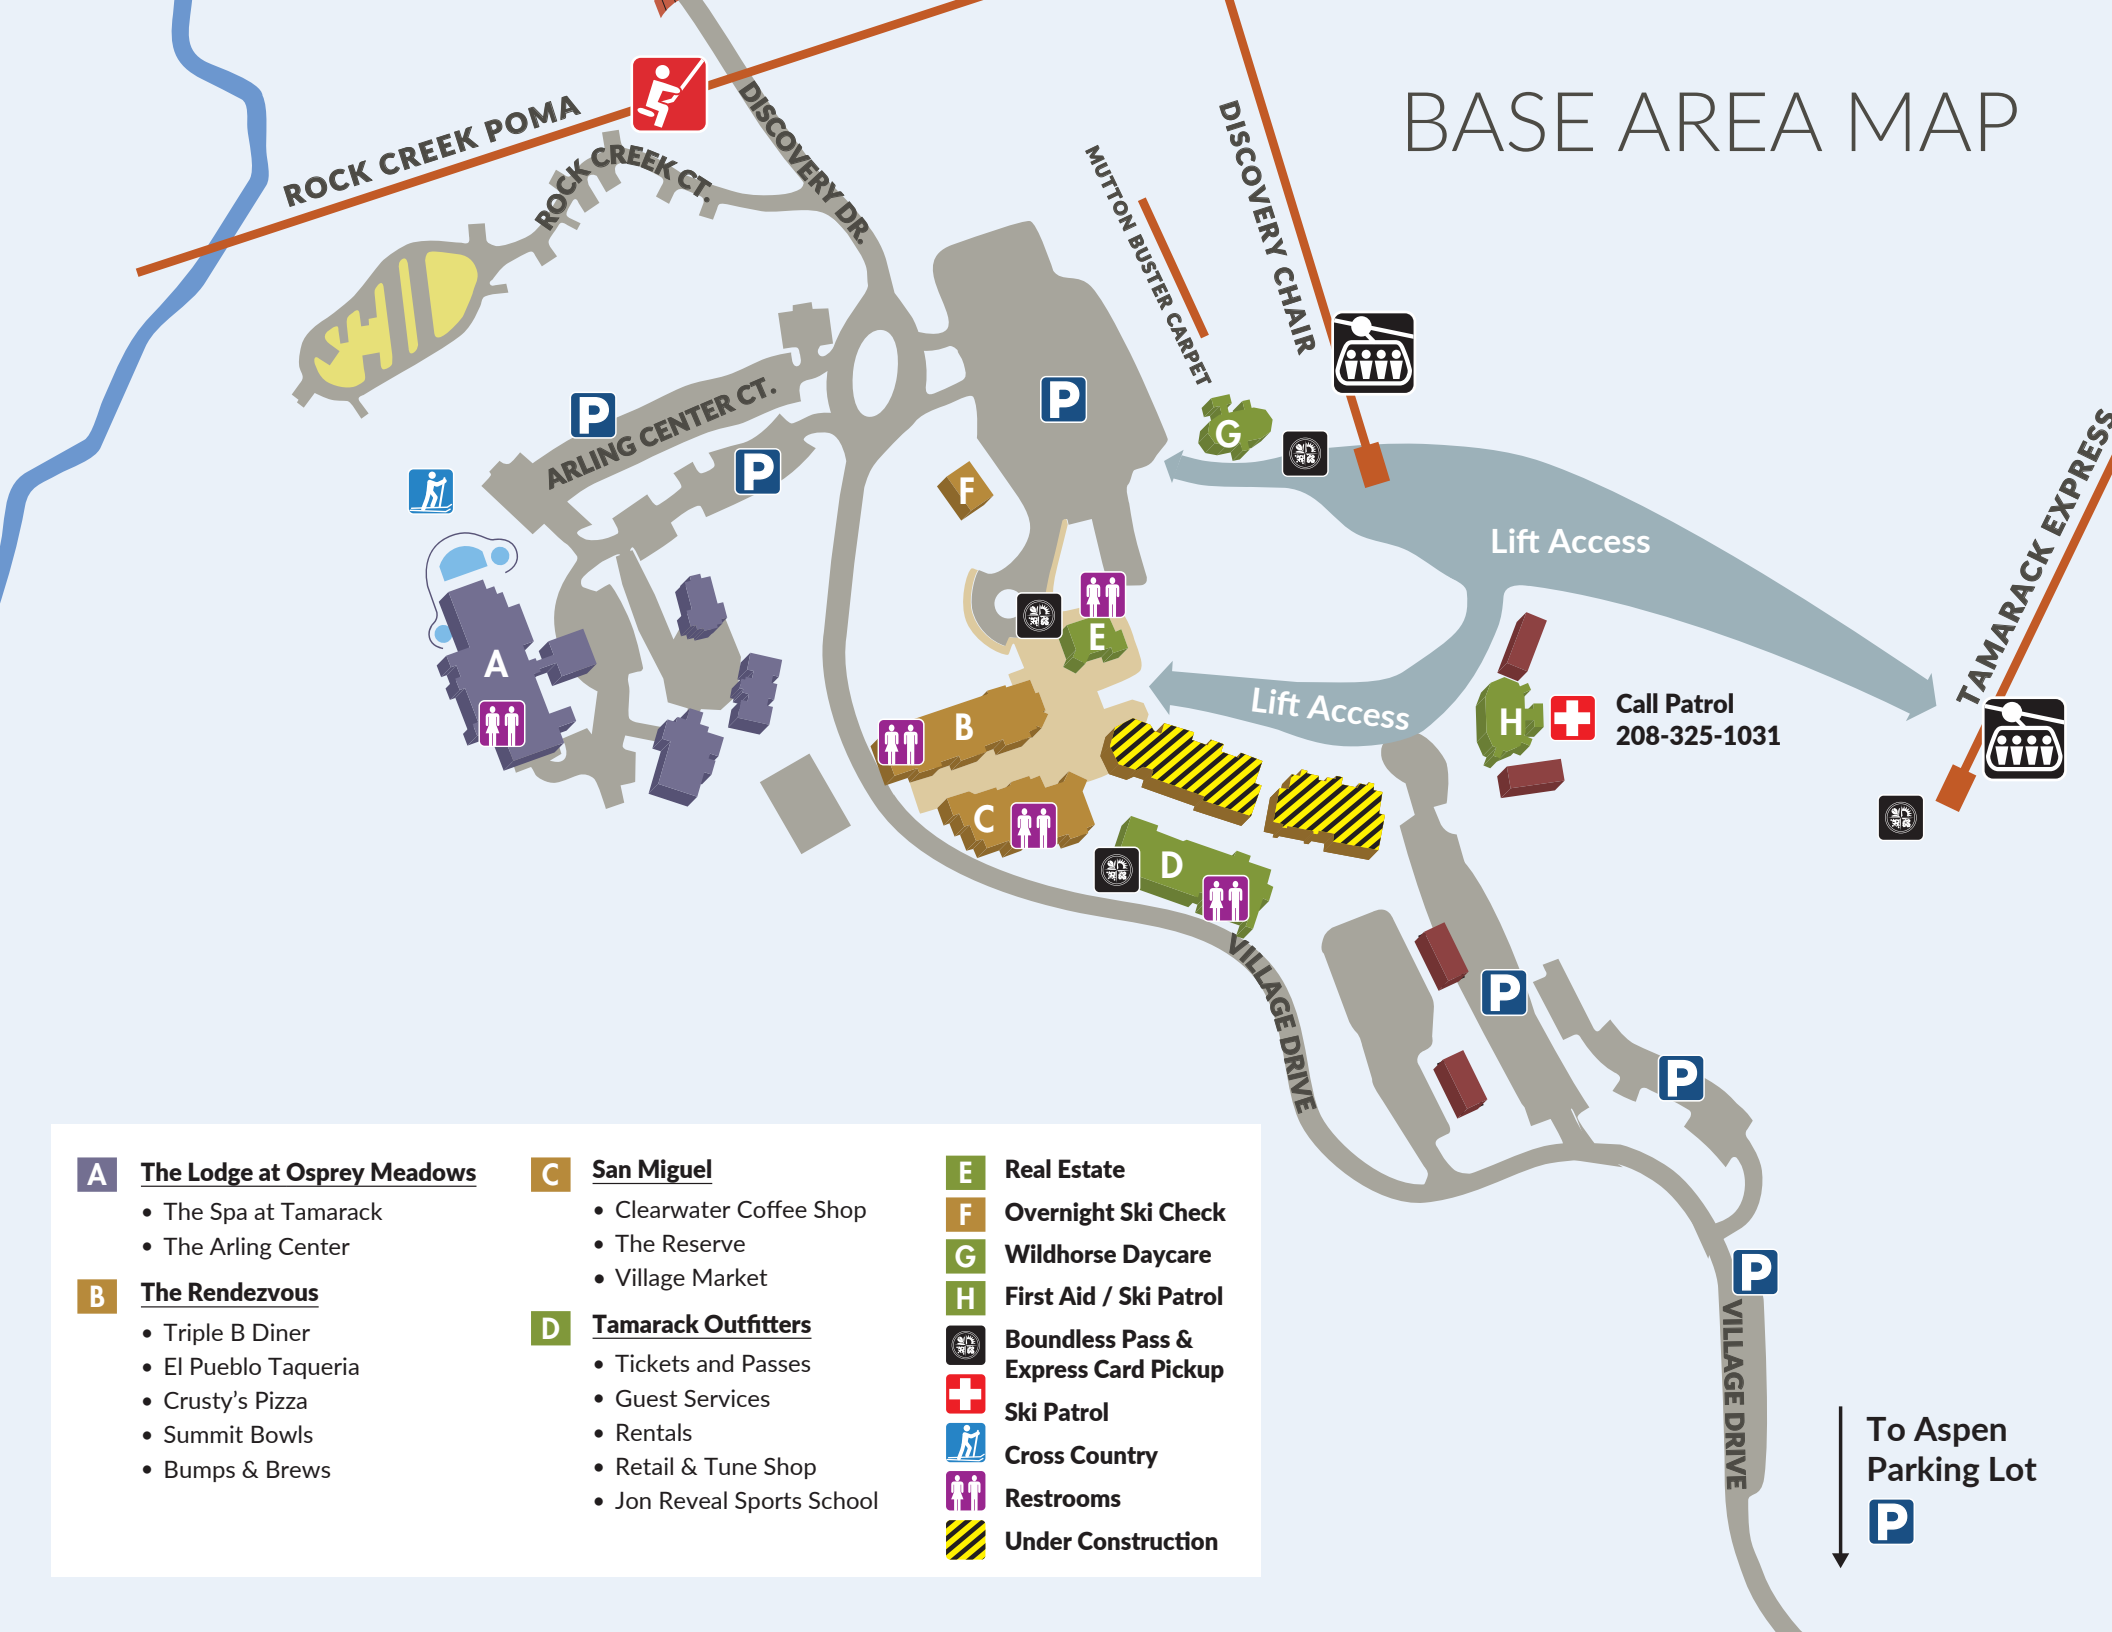 BASE AREA MAP
ROCK CREEK POMA
ROCK CREEK CT.
DISCOVERY DR.
MUTTON BUSTER CARPET
DISCOVERY CHAIR
TAMARACK EXPRESS
ARLING CENTER CT.
P
P
P
G
F
Lift Access
E
A
B
Lift Access
H
Call Patrol
208-325-1031
C
D
VILLAGE DRIVE
P
P
P
VILLAGE DRIVE
To Aspen
Parking Lot
P
A The Lodge at Osprey Meadows
• The Spa at Tamarack
• The Arling Center
B The Rendezvous
• Triple B Diner
• El Pueblo Taqueria
• Crusty’s Pizza
• Summit Bowls
• Bumps & Brews
C San Miguel
• Clearwater Coffee Shop
• The Reserve
• Village Market
D Tamarack Outfitters
• Tickets and Passes
• Guest Services
• Rentals
• Retail & Tune Shop
• Jon Reveal Sports School
E Real Estate
F Overnight Ski Check
G Wildhorse Daycare
H First Aid / Ski Patrol
Boundless Pass &
Express Card Pickup
Ski Patrol
Cross Country
Restrooms
Under Construction